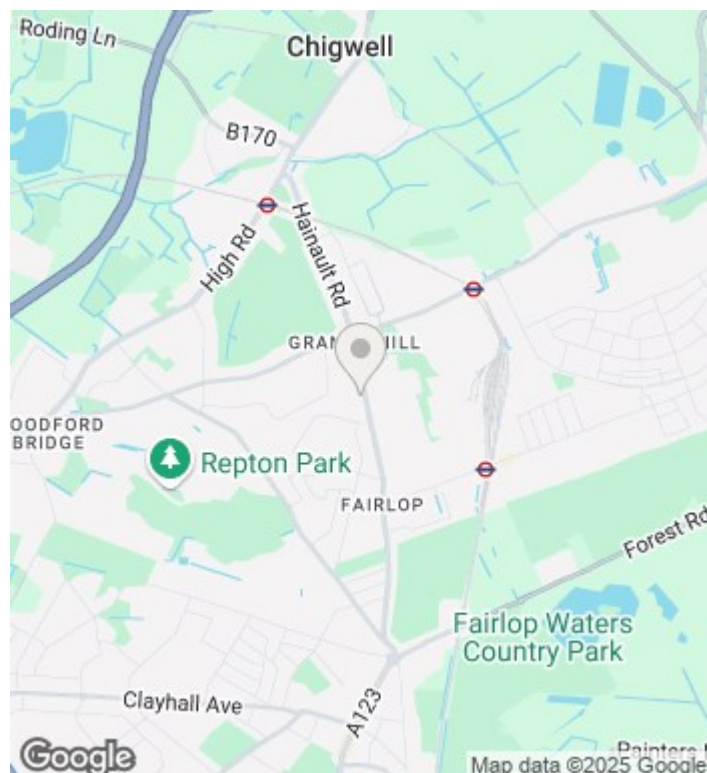 Roding Ln
Chigwell
B170
High Rd
Hainault Rd
HILL
OODFORD
BRIDGE
Repton Park
FAIRLOP
Forest Rd
Fairlop Waters
Country Park
Clayhall Ave
A123
Painters
Google
Map data ©2025 Google